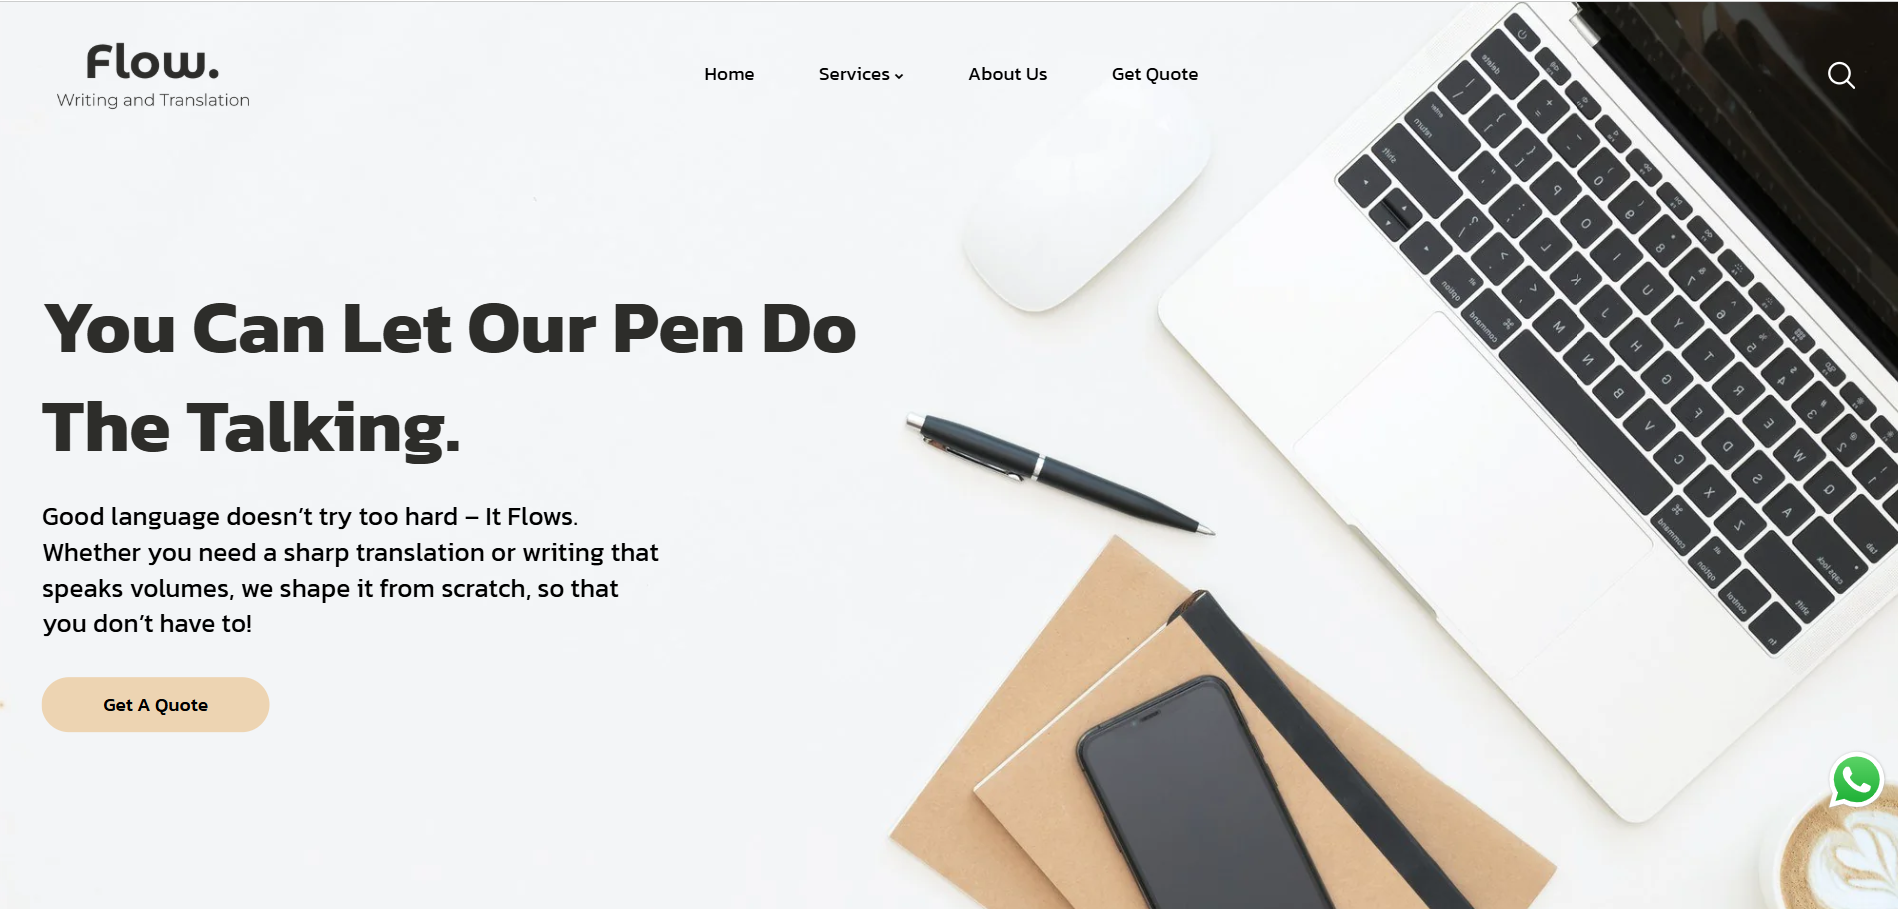 Flow.
Writing and Translation
Home
Services
About Us
Get Quote
You Can Let Our Pen Do
The Talking.
Good language doesn't try too hard – It Flows.
Whether you need a sharp translation or writing that
speaks volumes, we shape it from scratch, so that
you don't have to!
Get A Quote